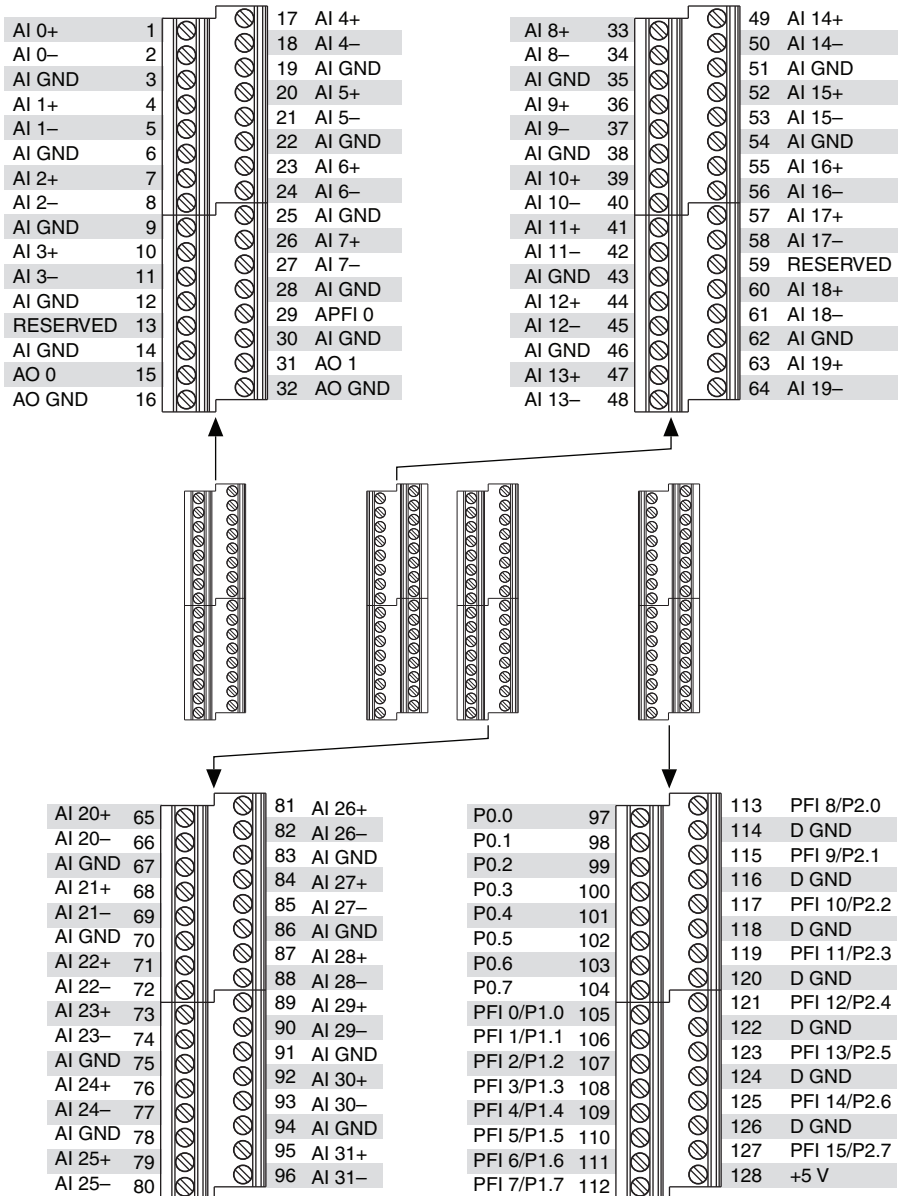 AI 0+ 1
AI 0– 2
AI GND 3
AI 1+ 4
AI 1– 5
AI GND 6
AI 2+ 7
AI 2– 8
AI GND 9
AI 3+ 10
AI 3– 11
AI GND 12
RESERVED 13
AI GND 14
AO 0 15
AO GND 16
17 AI 4+
18 AI 4–
19 AI GND
20 AI 5+
21 AI 5–
22 AI GND
23 AI 6+
24 AI 6–
25 AI GND
26 AI 7+
27 AI 7–
28 AI GND
29 APFI 0
30 AI GND
31 AO 1
32 AO GND
AI 8+ 33
AI 8– 34
AI GND 35
AI 9+ 36
AI 9– 37
AI GND 38
AI 10+ 39
AI 10– 40
AI 11+ 41
AI 11– 42
AI GND 43
AI 12+ 44
AI 12– 45
AI GND 46
AI 13+ 47
AI 13– 48
49 AI 14+
50 AI 14–
51 AI GND
52 AI 15+
53 AI 15–
54 AI GND
55 AI 16+
56 AI 16–
57 AI 17+
58 AI 17–
59 RESERVED
60 AI 18+
61 AI 18–
62 AI GND
63 AI 19+
64 AI 19–
AI 20+ 65
AI 20– 66
AI GND 67
AI 21+ 68
AI 21– 69
AI GND 70
AI 22+ 71
AI 22– 72
AI 23+ 73
AI 23– 74
AI GND 75
AI 24+ 76
AI 24– 77
AI GND 78
AI 25+ 79
AI 25– 80
81 AI 26+
82 AI 26–
83 AI GND
84 AI 27+
85 AI 27–
86 AI GND
87 AI 28+
88 AI 28–
89 AI 29+
90 AI 29–
91 AI GND
92 AI 30+
93 AI 30–
94 AI GND
95 AI 31+
96 AI 31–
P0.0 97
P0.1 98
P0.2 99
P0.3 100
P0.4 101
P0.5 102
P0.6 103
P0.7 104
PFI 0/P1.0 105
PFI 1/P1.1 106
PFI 2/P1.2 107
PFI 3/P1.3 108
PFI 4/P1.4 109
PFI 5/P1.5 110
PFI 6/P1.6 111
PFI 7/P1.7 112
113 PFI 8/P2.0
114 D GND
115 PFI 9/P2.1
116 D GND
117 PFI 10/P2.2
118 D GND
119 PFI 11/P2.3
120 D GND
121 PFI 12/P2.4
122 D GND
123 PFI 13/P2.5
124 D GND
125 PFI 14/P2.6
126 D GND
127 PFI 15/P2.7
128 +5 V